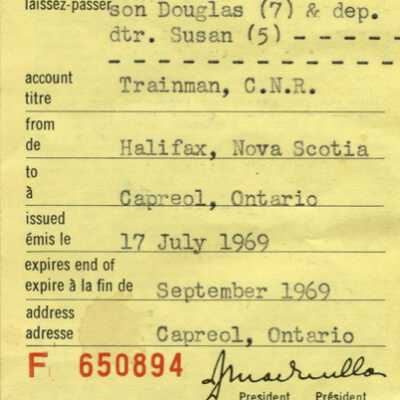 laissez-passer son Douglas (7) & dep.
dtr. Susan (5) - - - - -
- - - - - - - - - - - - - - -
account
titre Trainman, C.N.R.
from
de Halifax, Nova Scotia
to
à Capreol, Ontario
issued
émis le 17 July 1969
expires end of
expire à la fin de September 1969
address
adresse Capreol, Ontario
F 650894
President Président